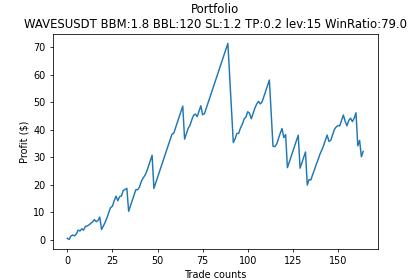 Portfolio
WAVESUSDT BBM:1.8 BBL:120 SL:1.2 TP:0.2 lev:15 WinRatio:79.0
Profit ($)
70
60
50
40
30
20
10
0
0 25 50 75 100 125 150
Trade counts